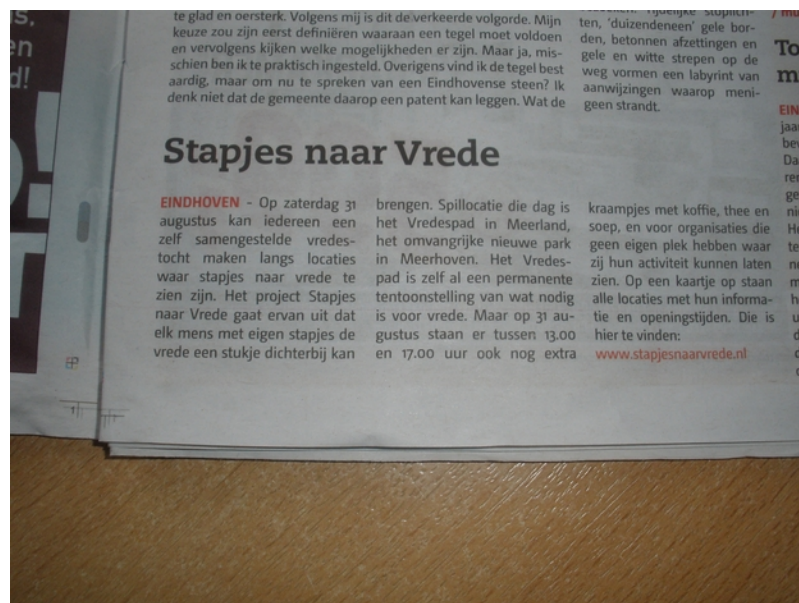 S,
en
d!
!
T
te glad en oersterk. Volgens mij is dit de verkeerde volgorde. Mijn
keuze zou zijn eerst definiëren waaraan een tegel moet voldoen
en vervolgens kijken welke mogelijkheden er zijn. Maar ja, mis-
schien ben ik te praktisch ingesteld. Overigens vind ik de tegel best
aardig, maar om nu te spreken van een Eindhovense steen? Ik
denk niet dat de gemeente daarop een patent kan leggen. Wat de
ten, 'duizendeneen' gele bor-
den, betonnen afzettingen en
gele en witte strepen op de
weg vormen een labyrint van
aanwijzingen waarop meni-
geen strandt.
Stapjes naar Vrede
EINDHOVEN - Op zaterdag 31
augustus kan iedereen een
zelf samengestelde vredes-
tocht maken langs locaties
waar stapjes naar vrede te
zien zijn. Het project Stapjes
naar Vrede gaat ervan uit dat
elk mens met eigen stapjes de
vrede een stukje dichterbij kan
brengen. Spillocatie die dag is
het Vredespad in Meerland,
het omvangrijke nieuwe park
in Meerhoven. Het Vredes-
pad is zelf al een permanente
tentoonstelling van wat nodig
is voor vrede. Maar op 31 au-
gustus staan er tussen 13.00
en 17.00 uur ook nog extra
kraampjes met koffie, thee en
soep, en voor organisaties die
geen eigen plek hebben waar
zij hun activiteit kunnen laten
zien. Op een kaartje op staan
alle locaties met hun informa-
tie en openingstijden. Die is
hier te vinden:
www.stapjesnaarvrede.nl
To
m
EIN
jaa